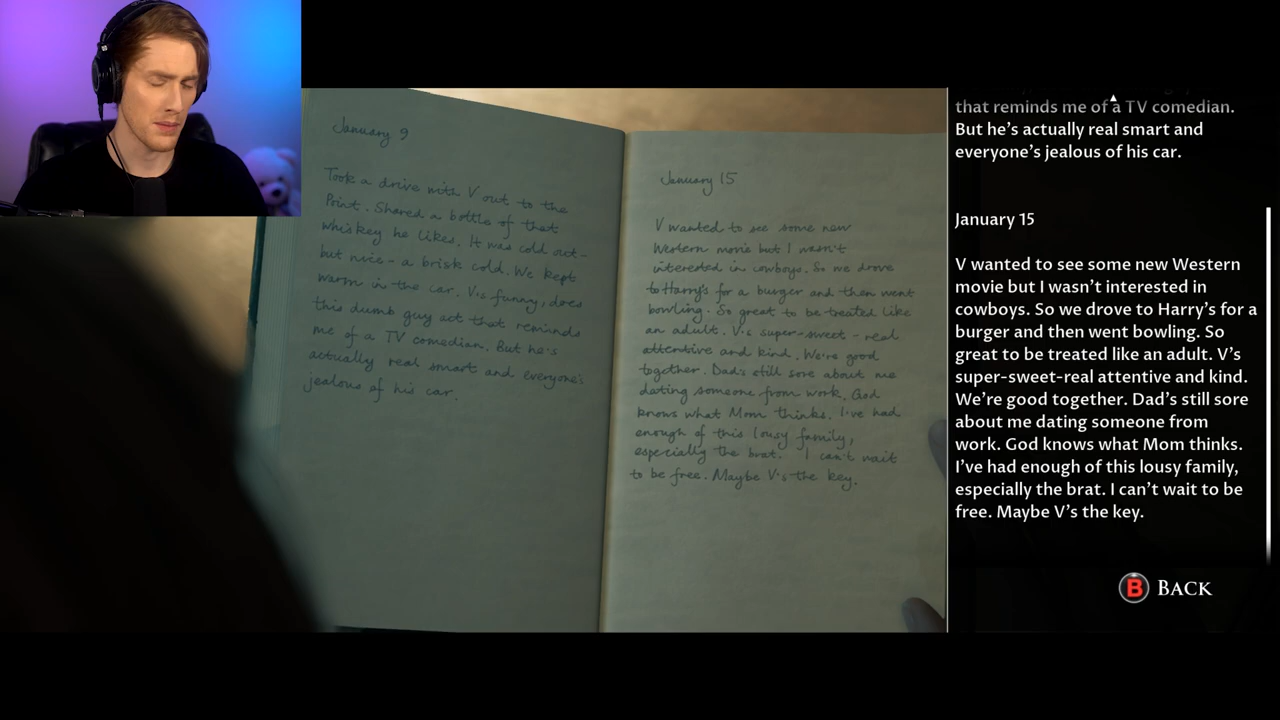 January 9
Took a drive with V out to the
Point. Shared a bottle of that
whiskey he likes. It was cold out-
but nice - a brisk cold. We kept
warm in the car. V's funny, does
this dumb guy act that reminds
me of a TV comedian. But he's
actually real smart and everyone's
jealous of his car.
January 15
V wanted to see some new
Western movie but I wasn't
interested in cowboys. So we drove
to Harry's for a burger and then went
bowling. So great to be treated like
an adult. V's super-sweet - real
attentive and kind. We're good
together. Dad's still sore about me
dating someone from work. God
knows what Mom thinks. I've had
enough of this lousy family,
especially the brat. I can't wait
to be free. Maybe V's the key.
that reminds me of a TV comedian.
But he's actually real smart and
everyone's jealous of his car.
January 15
V wanted to see some new Western
movie but I wasn't interested in
cowboys. So we drove to Harry's for a
burger and then went bowling. So
great to be treated like an adult. V's
super-sweet-real attentive and kind.
We're good together. Dad's still sore
about me dating someone from
work. God knows what Mom thinks.
I've had enough of this lousy family,
especially the brat. I can't wait to be
free. Maybe V's the key.
B BACK